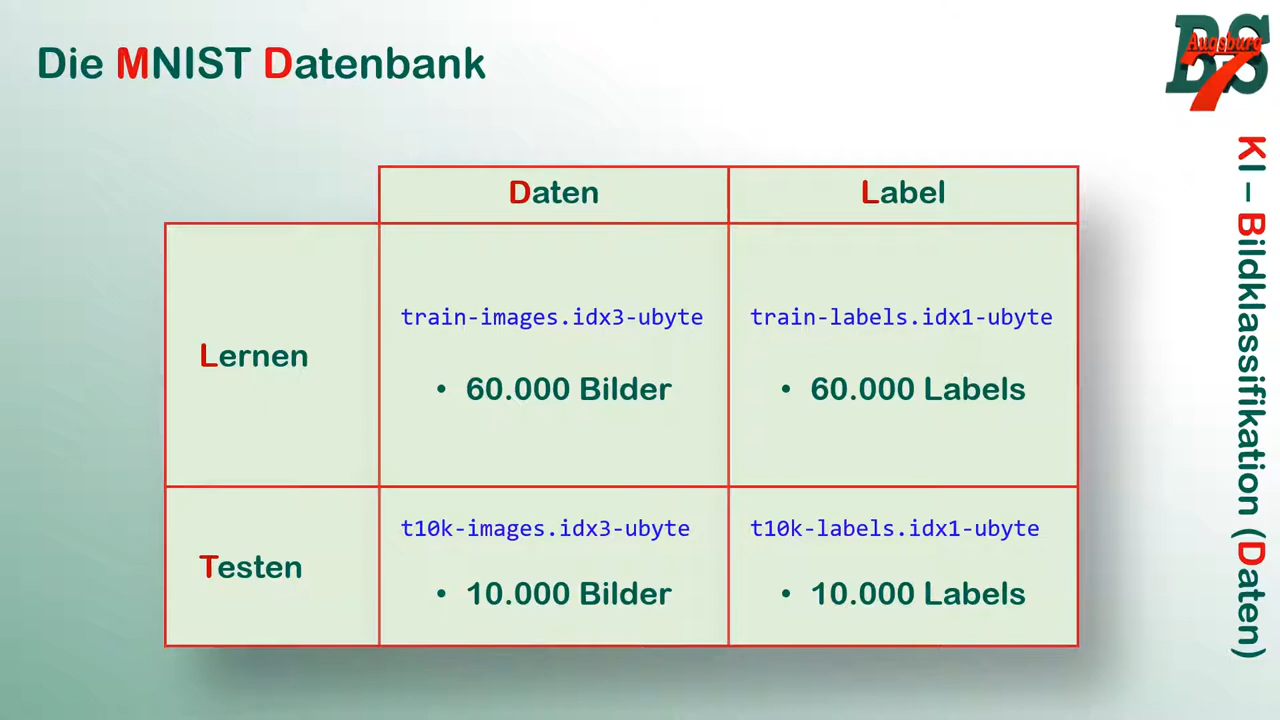 Die MNIST Datenbank
BS
Augsburg
7
KI – Bildklassifikation (Daten)
Daten
Label
Lernen
train-images.idx3-ubyte
• 60.000 Bilder
train-labels.idx1-ubyte
• 60.000 Labels
Testen
t10k-images.idx3-ubyte
• 10.000 Bilder
t10k-labels.idx1-ubyte
• 10.000 Labels